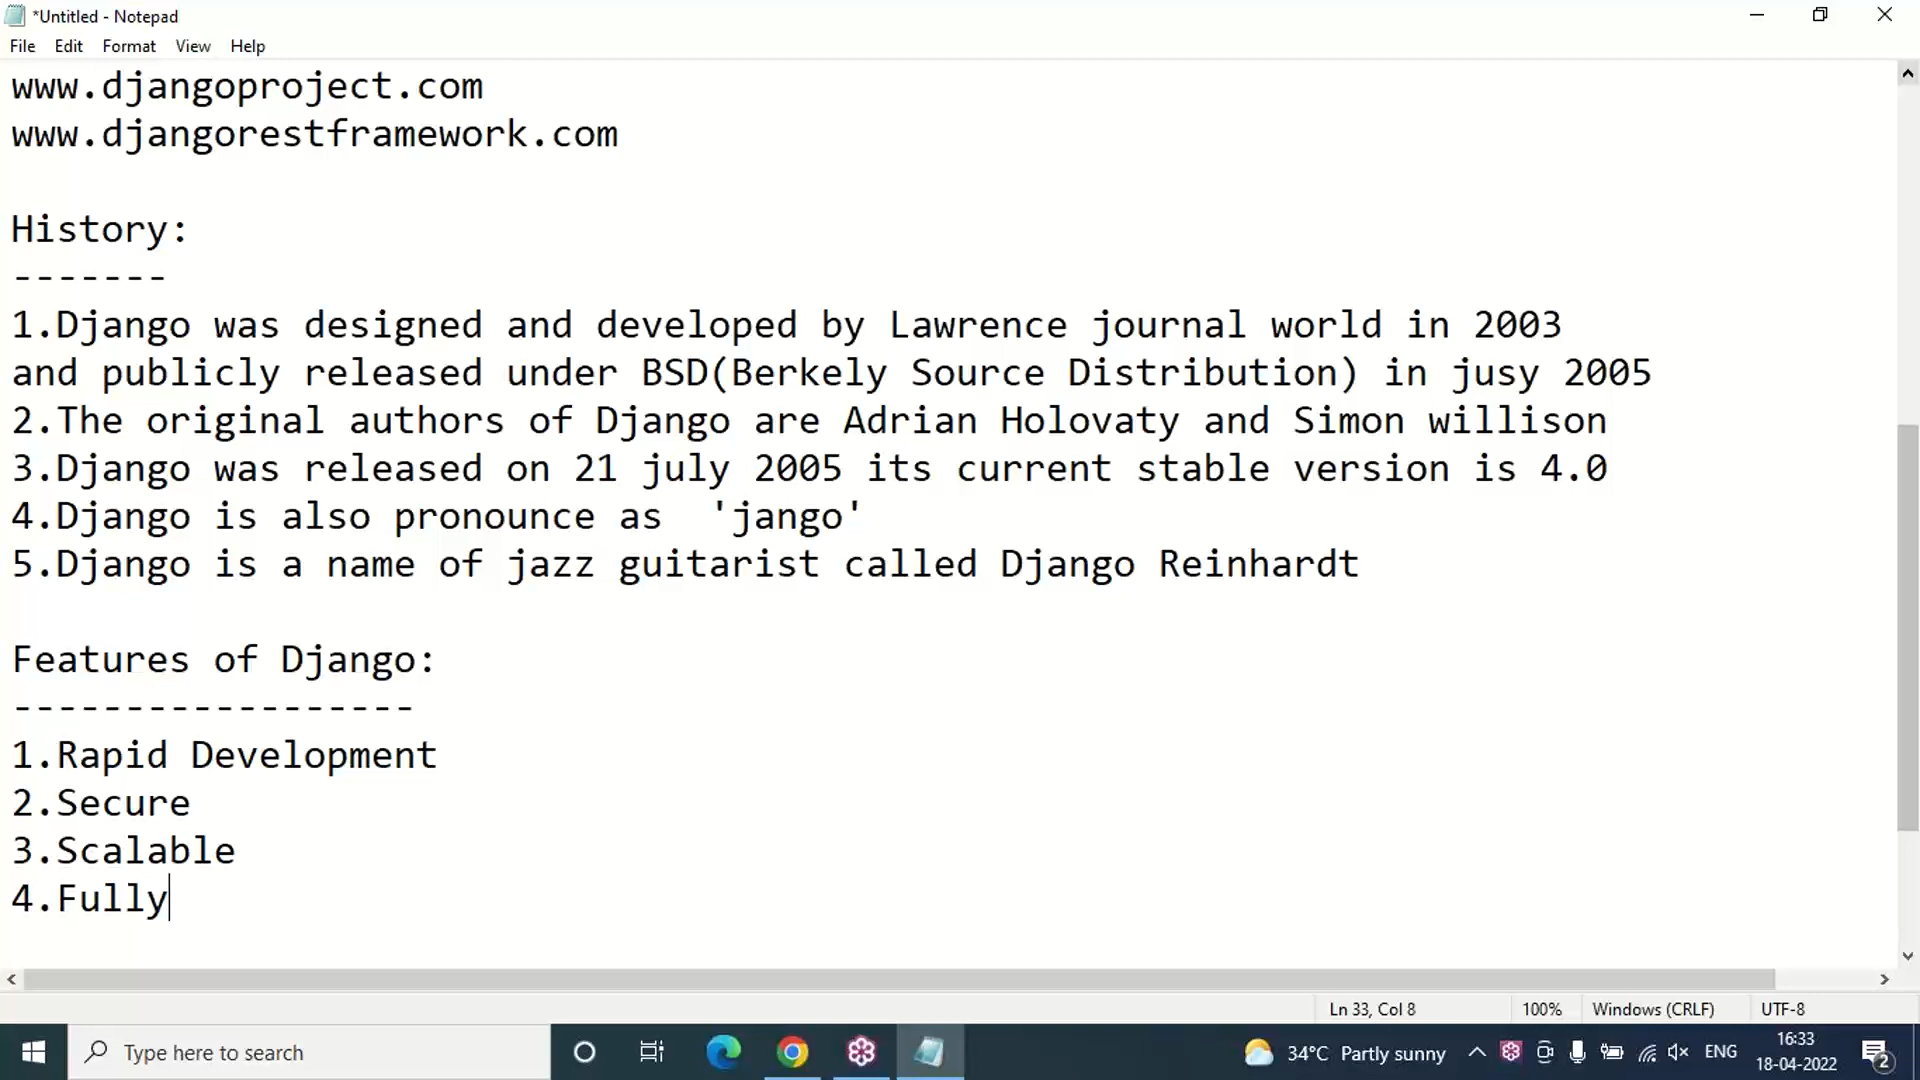 *Untitled - Notepad
File Edit Format View Help
www.djangoproject.com
www.djangorestframework.com
History:
-------
1.Django was designed and developed by Lawrence journal world in 2003
and publicly released under BSD(Berkely Source Distribution) in jusy 2005
2.The original authors of Django are Adrian Holovaty and Simon willison
3.Django was released on 21 july 2005 its current stable version is 4.0
4.Django is also pronounce as  'jango'
5.Django is a name of jazz guitarist called Django Reinhardt
Features of Django:
------------------
1.Rapid Development
2.Secure
3.Scalable
4.Fully
Ln 33, Col 8 100% Windows (CRLF) UTF-8
Type here to search 34°C Partly sunny ENG 16:33
18-04-2022 2